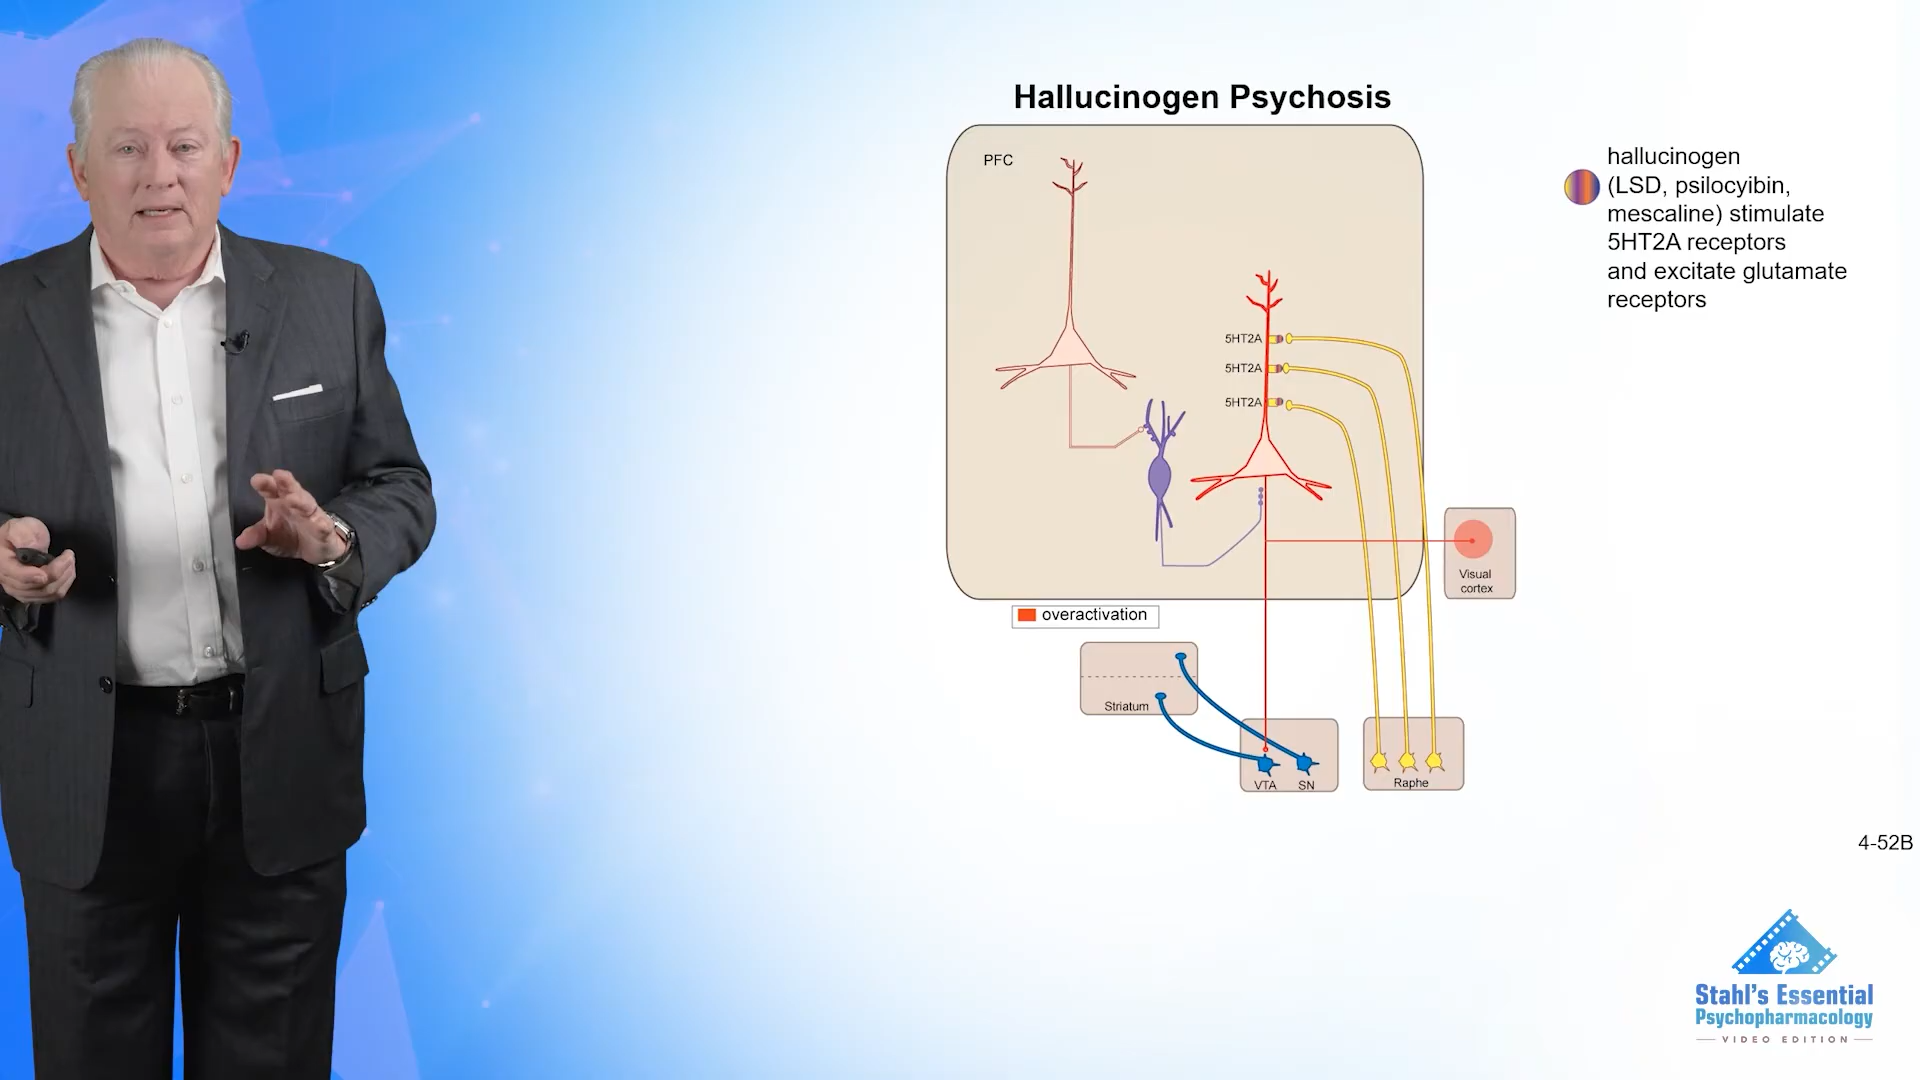 Hallucinogen Psychosis
PFC
hallucinogen
(LSD, psilocyibin,
mescaline) stimulate
5HT2A receptors
and excitate glutamate
receptors
5HT2A
5HT2A
5HT2A
Visual
cortex
overactivation
Striatum
VTA
SN
Raphe
4-52B
Stahl's Essential
Psychopharmacology
VIDEO EDITION